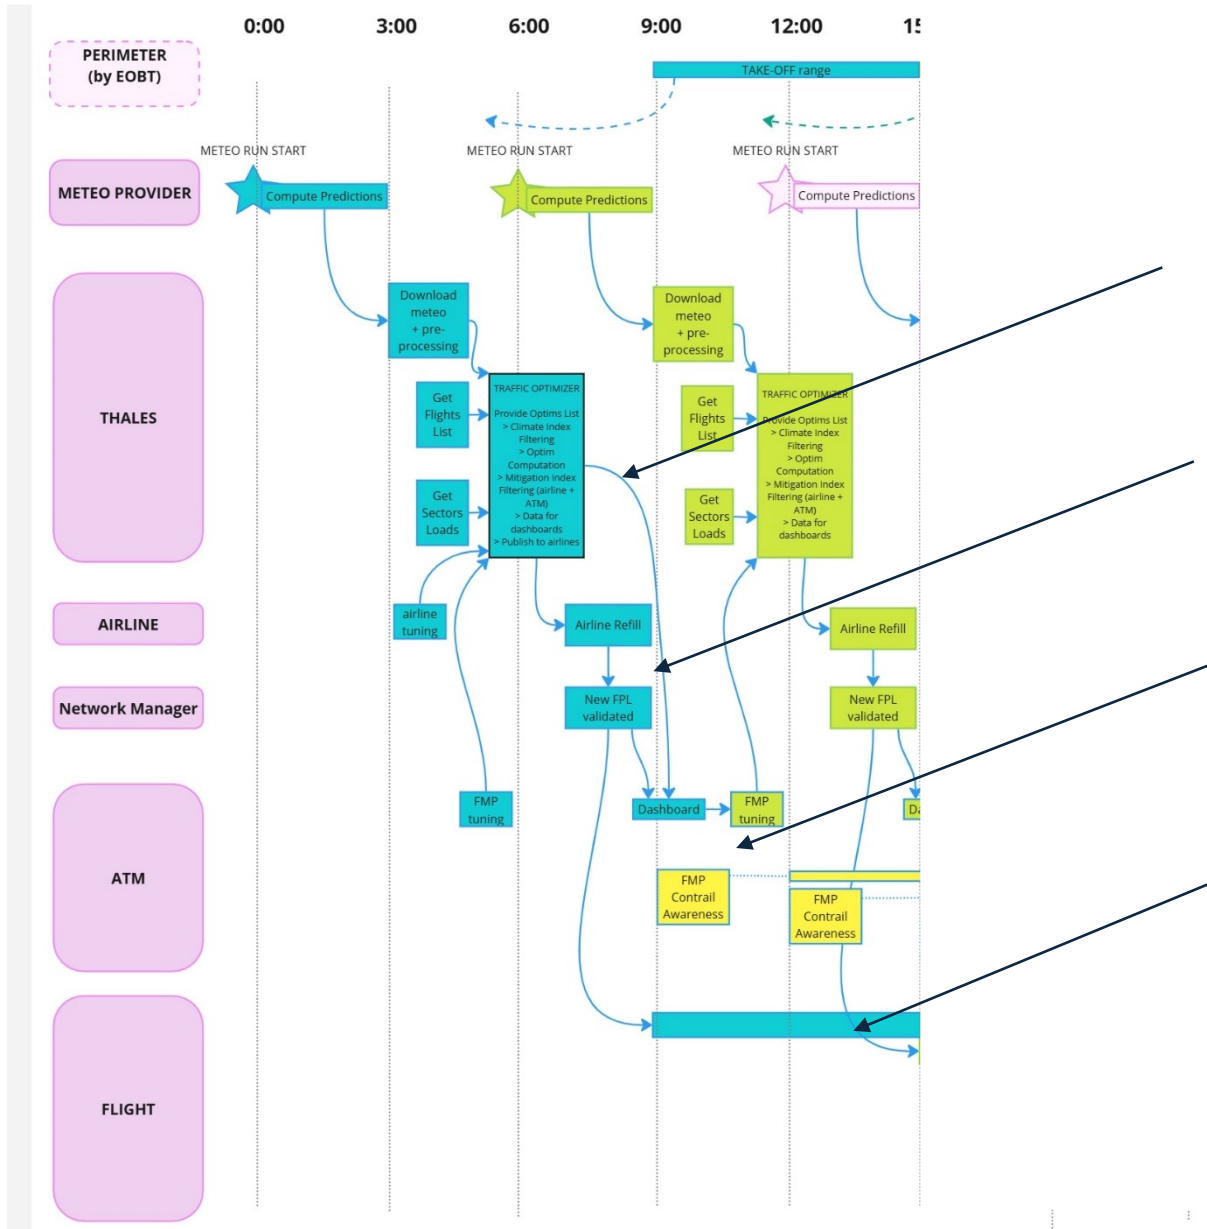 0:00 3:00 6:00 9:00 12:00
PERIMETER
(by EOBT)
TAKE-OFF range
METEO RUN START
METEO RUN START
METEO RUN START
METEO PROVIDER
Compute Predictions
Compute Predictions
Compute Predictions
THALES
Download
meteo
+ pre-
processing
Get
Flights
List
Get
Sectors
Loads
TRAFFIC OPTIMIZER
Provide Optims List
> Climate Index
Filtering
> Optim
Computation
> Mitigation Index
Filtering (airline +
ATM)
> Data for
dashboards
> Publish to airlines
Download
meteo
+ pre-
processing
Get
Flights
List
Get
Sectors
Loads
TRAFFIC OPTIMIZER
Provide Optims List
> Climate Index
Filtering
> Optim
Computation
> Mitigation Index
Filtering (airline +
ATM)
> Data for
dashboards
AIRLINE
airline
tuning
Airline Refill
Airline Refill
Network Manager
New FPL
validated
New FPL
validated
ATM
FMP
tuning
Dashboard
FMP
tuning
FMP
Contrail
Awareness
FMP
Contrail
Awareness
FLIGHT